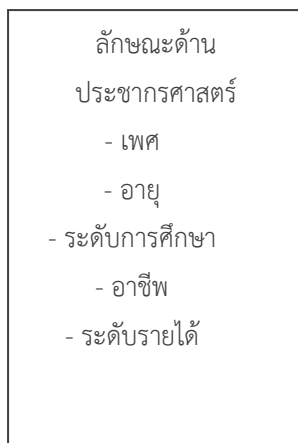 ลักษณะด้าน
ประชากรศาสตร์
- เพศ
- อายุ
- ระดับการศึกษา
- อาชีพ
- ระดับรายได้